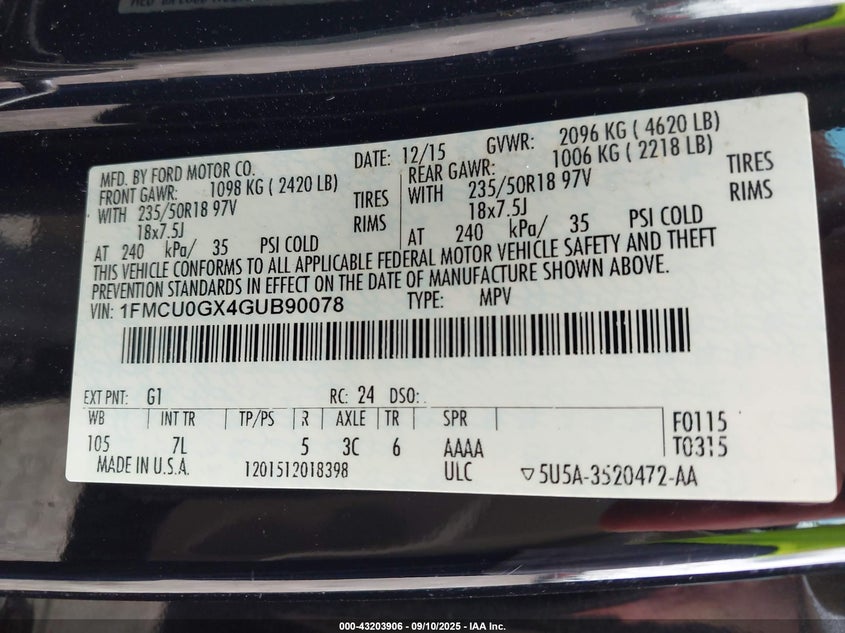 MFD. BY FORD MOTOR CO.
DATE: 12/15 GVWR: 2096 KG ( 4620 LB)
FRONT GAWR: 1098 KG ( 2420 LB) REAR GAWR: 1006 KG ( 2218 LB)
WITH 235/50R18 97V TIRES WITH 235/50R18 97V TIRES
18x7.5J RIMS 18x7.5J RIMS
AT 240 kPa/ 35 PSI COLD AT 240 kPa/ 35 PSI COLD
THIS VEHICLE CONFORMS TO ALL APPLICABLE FEDERAL MOTOR VEHICLE SAFETY AND THEFT
PREVENTION STANDARDS IN EFFECT ON THE DATE OF MANUFACTURE SHOWN ABOVE.
VIN: 1FMCU0GX4GUB90078 TYPE: MPV
EXT PNT: G1 RC: 24 DSO:
WB INT TR TP/PS R AXLE TR SPR F0115
105 7L 5 3C 6 AAAA T0315
MADE IN U.S.A. 1201512018398 ULC ▽5U5A-3520472-AA
000-43203906 - 09/10/2025 - IAA Inc.